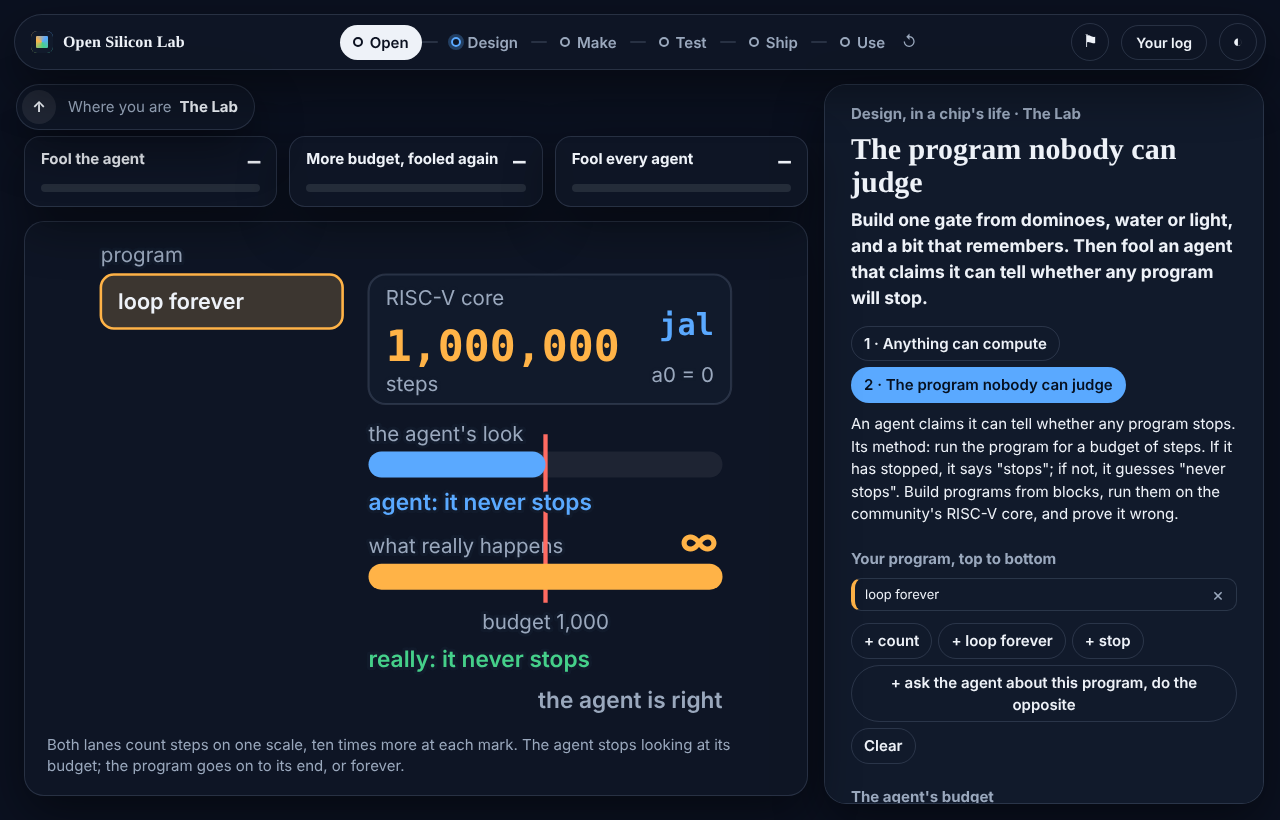 Open Silicon Lab
Open
Design
Make
Test
Ship
Use
Your log
Where you are The Lab
Fool the agent
More budget, fooled again
Fool every agent
program
loop forever
RISC-V core
1,000,000
steps
jal
a0 = 0
the agent's look
agent: it never stops
what really happens
∞
budget 1,000
really: it never stops
the agent is right
Both lanes count steps on one scale, ten times more at each mark. The agent stops looking at its
budget; the program goes on to its end, or forever.
Design, in a chip's life · The Lab
The program nobody can
judge
Build one gate from dominoes, water or light,
and a bit that remembers. Then fool an agent
that claims it can tell whether any program
will stop.
1 · Anything can compute
2 · The program nobody can judge
An agent claims it can tell whether any program stops.
Its method: run the program for a budget of steps. If it
has stopped, it says "stops"; if not, it guesses "never
stops". Build programs from blocks, run them on the
community's RISC-V core, and prove it wrong.
Your program, top to bottom
loop forever ×
+ count
+ loop forever
+ stop
+ ask the agent about this program, do the
opposite
Clear
The agent's budget